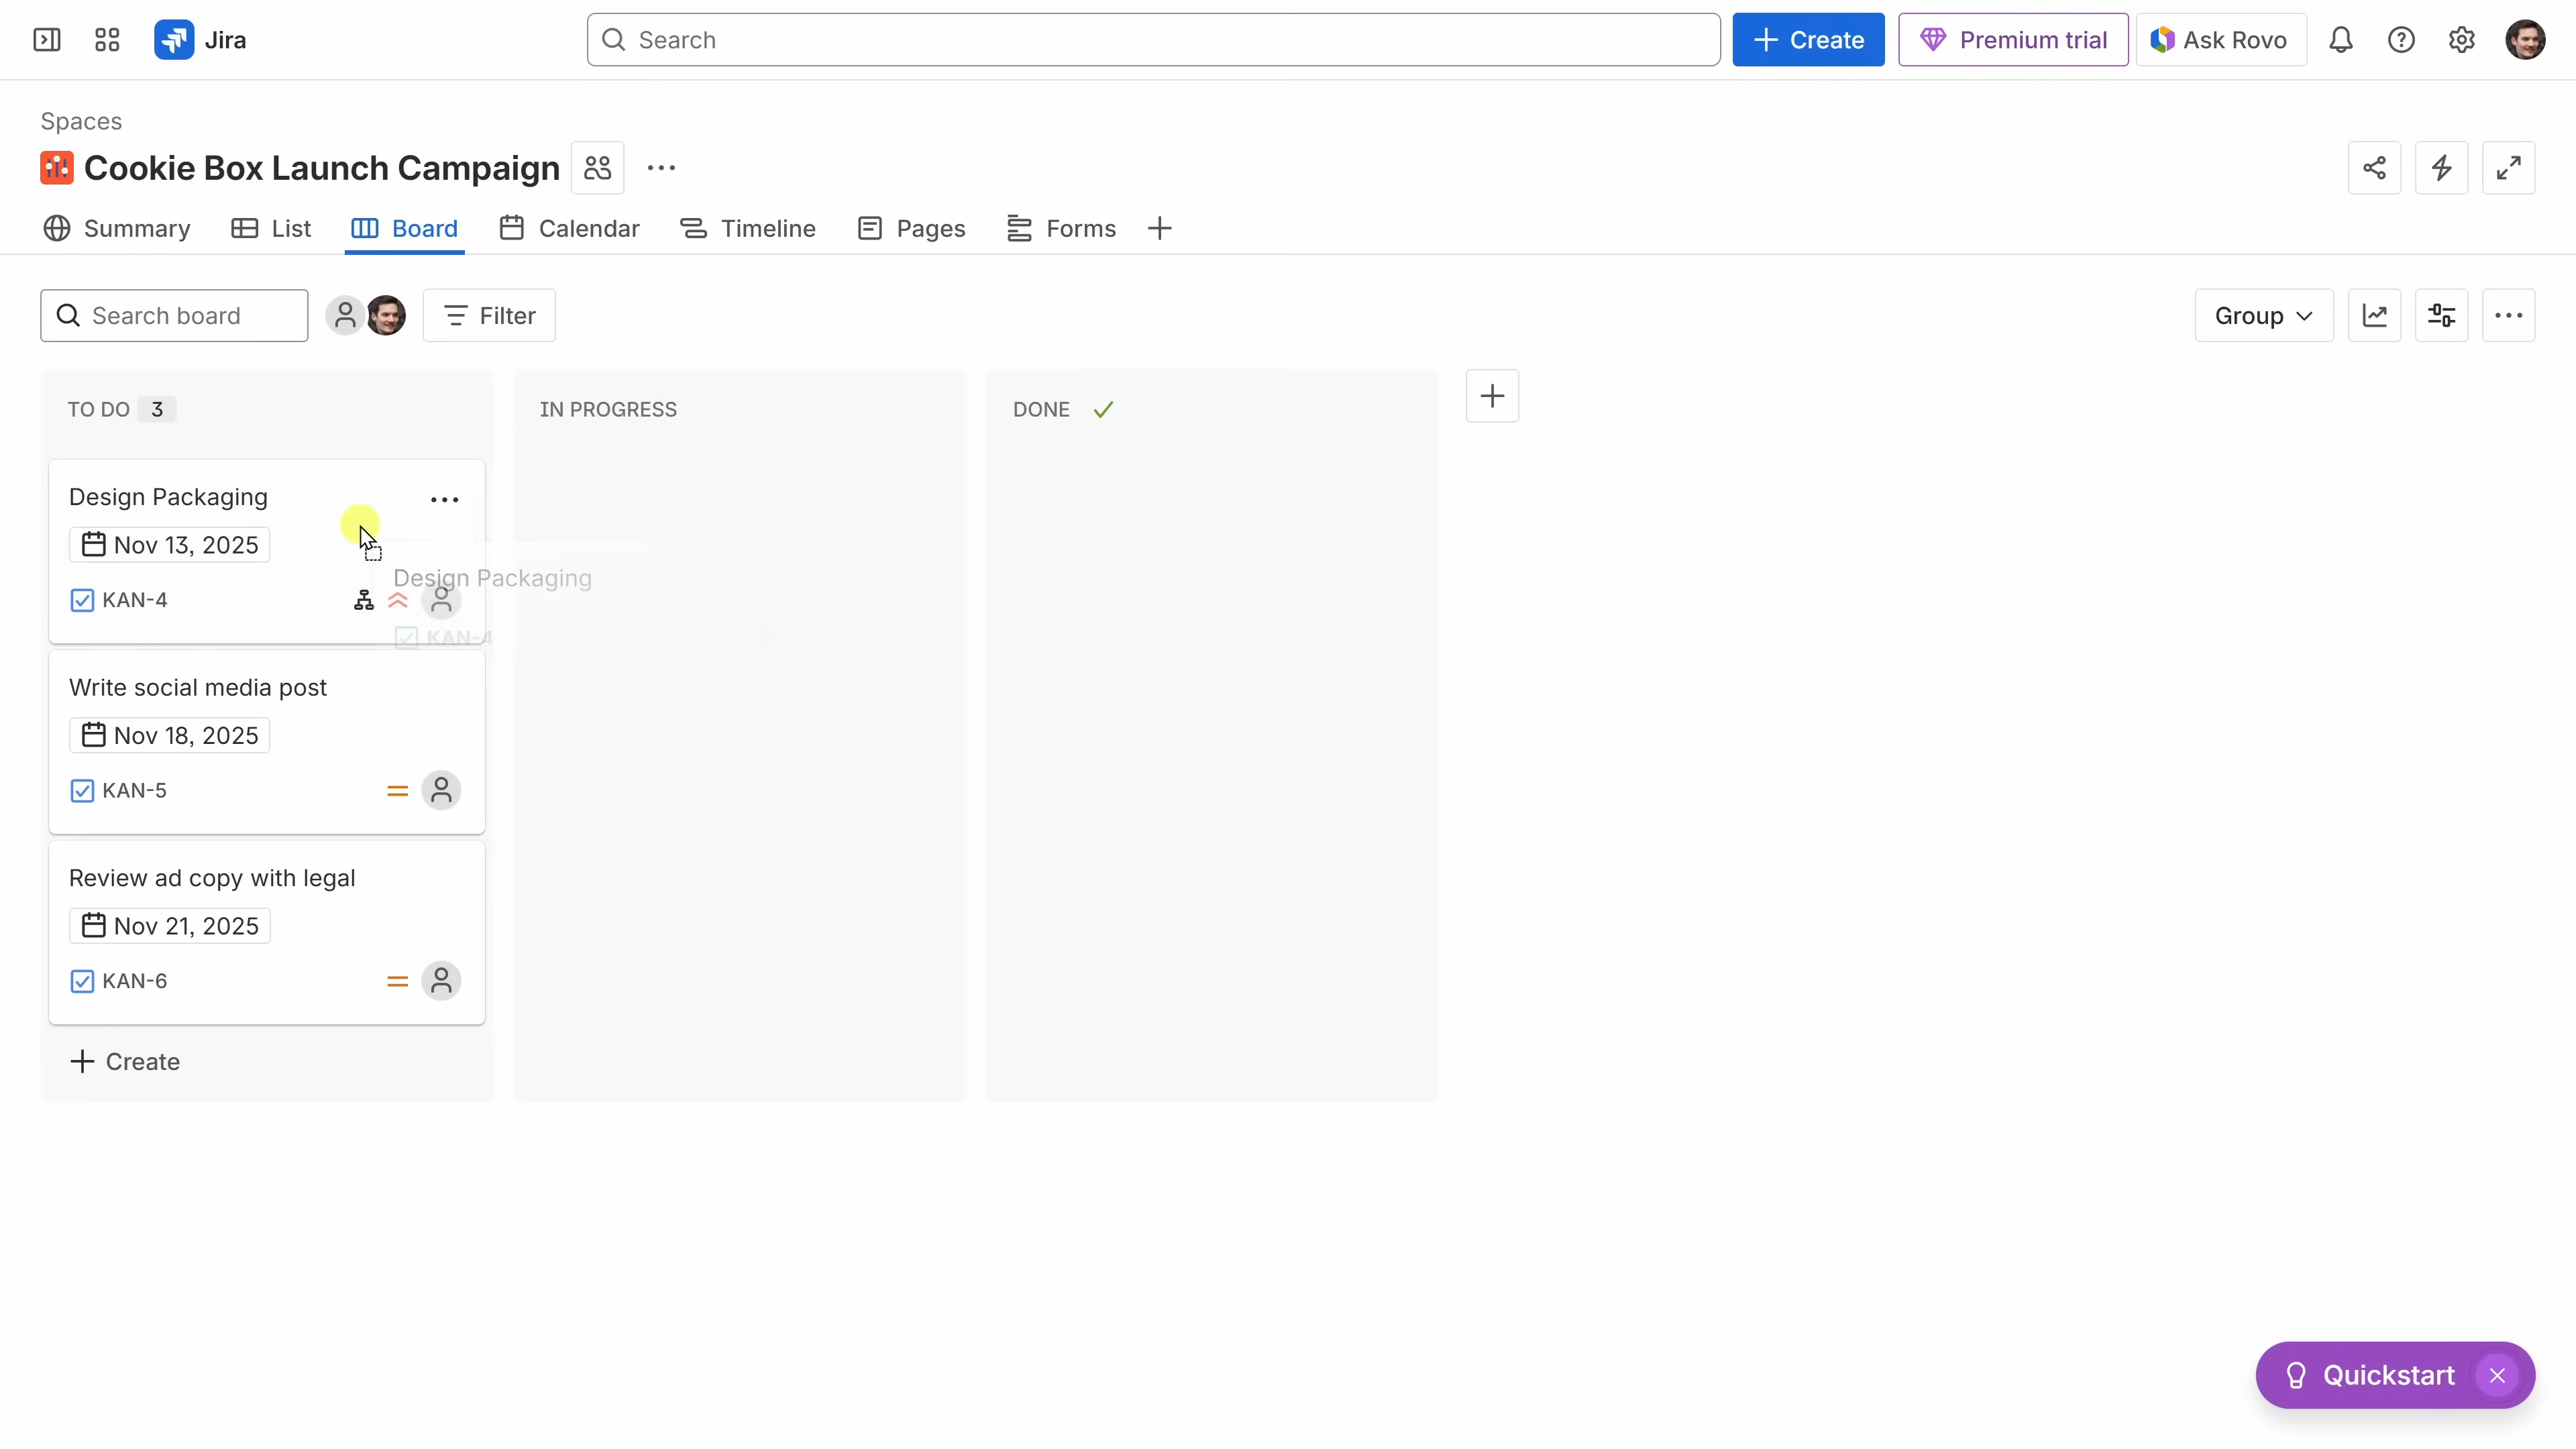 Jira
Search
Create
Premium trial
Ask Rovo
Spaces
Cookie Box Launch Campaign
Summary
List
Board
Calendar
Timeline
Pages
Forms
Search board
Filter
Group
TO DO 3
IN PROGRESS
DONE
Design Packaging
Nov 13, 2025
Design Packaging
KAN-4
KAN-4
Write social media post
Nov 18, 2025
KAN-5
Review ad copy with legal
Nov 21, 2025
KAN-6
Create
Quickstart